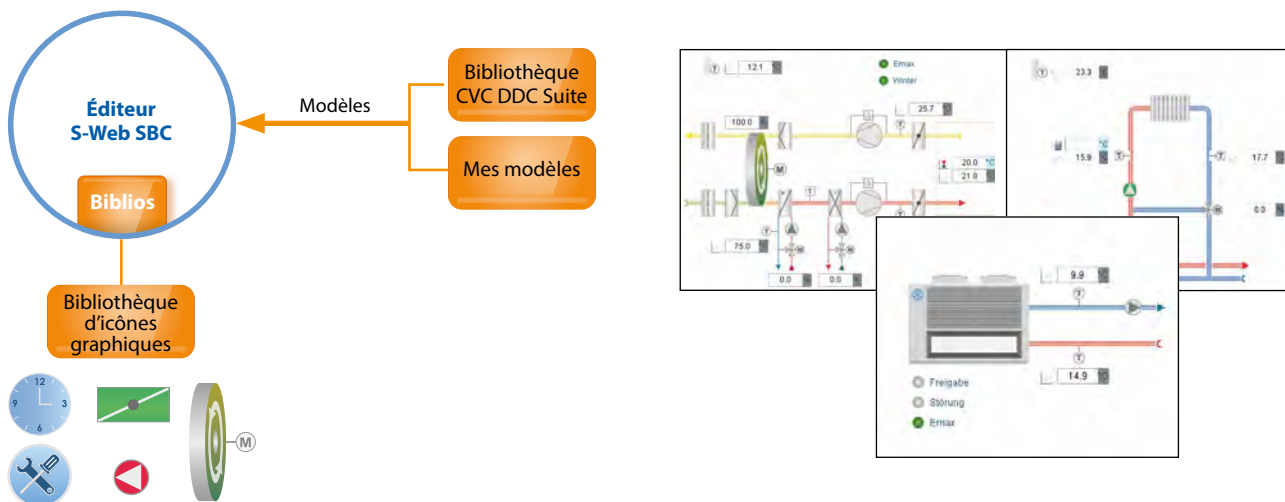 Éditeur
S-Web SBC
Biblios
Modèles
Bibliothèque
CVC DDC Suite
Mes modèles
Bibliothèque
d'icônes
graphiques
12
9
3
6
M
T
12.1
Emax
Winter
100.0
25.7
T
M
20.0 °C
21.8
T
T
T
M
M
75.0
0.0
0.0
T
23.3
°C
15.9
T
T
17.7
M
0.0
9.9
T
T
14.9
Freigabe
Störung
Emax